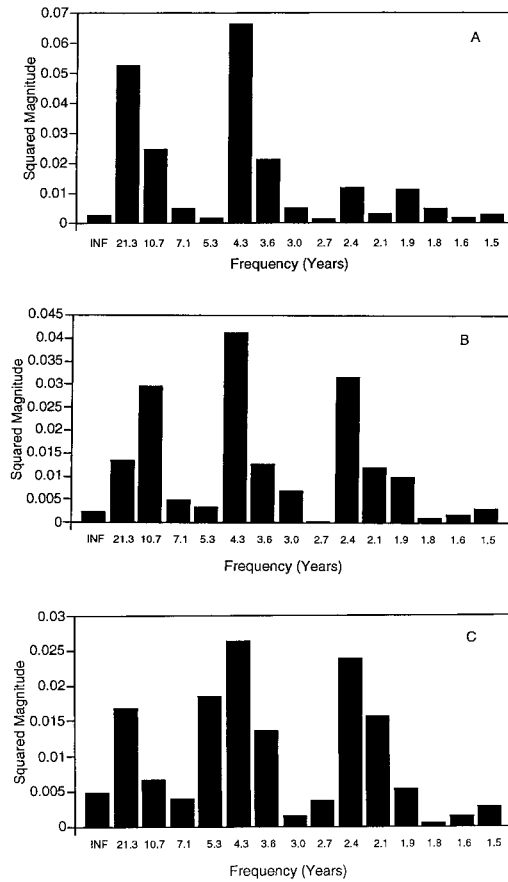 A
0.07
0.06
0.05
0.04
0.03
0.02
0.01
0
Squared Magnitude
INF 21.3 10.7 7.1 5.3 4.3 3.6 3.0 2.7 2.4 2.1 1.9 1.8 1.6 1.5
Frequency (Years)
B
0.045
0.04
0.035
0.03
0.025
0.02
0.015
0.01
0.005
0
Squared Magnitude
INF 21.3 10.7 7.1 5.3 4.3 3.6 3.0 2.7 2.4 2.1 1.9 1.8 1.6 1.5
Frequency (Years)
C
0.03
0.025
0.02
0.015
0.01
0.005
0
Squared Magnitude
INF 21.3 10.7 7.1 5.3 4.3 3.6 3.0 2.7 2.4 2.1 1.9 1.8 1.6 1.5
Frequency (Years)